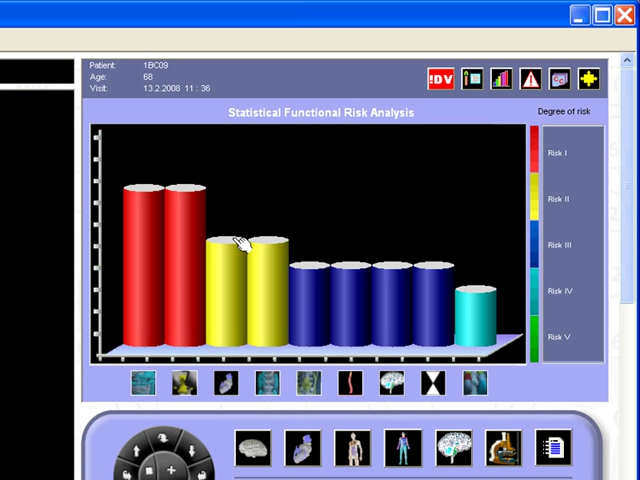 Patient: 1BC09
Age: 68
Visit: 13.2.2008 11 : 36
!DV
Statistical Functional Risk Analysis
Degree of risk
Risk I
Risk II
Risk III
Risk IV
Risk V